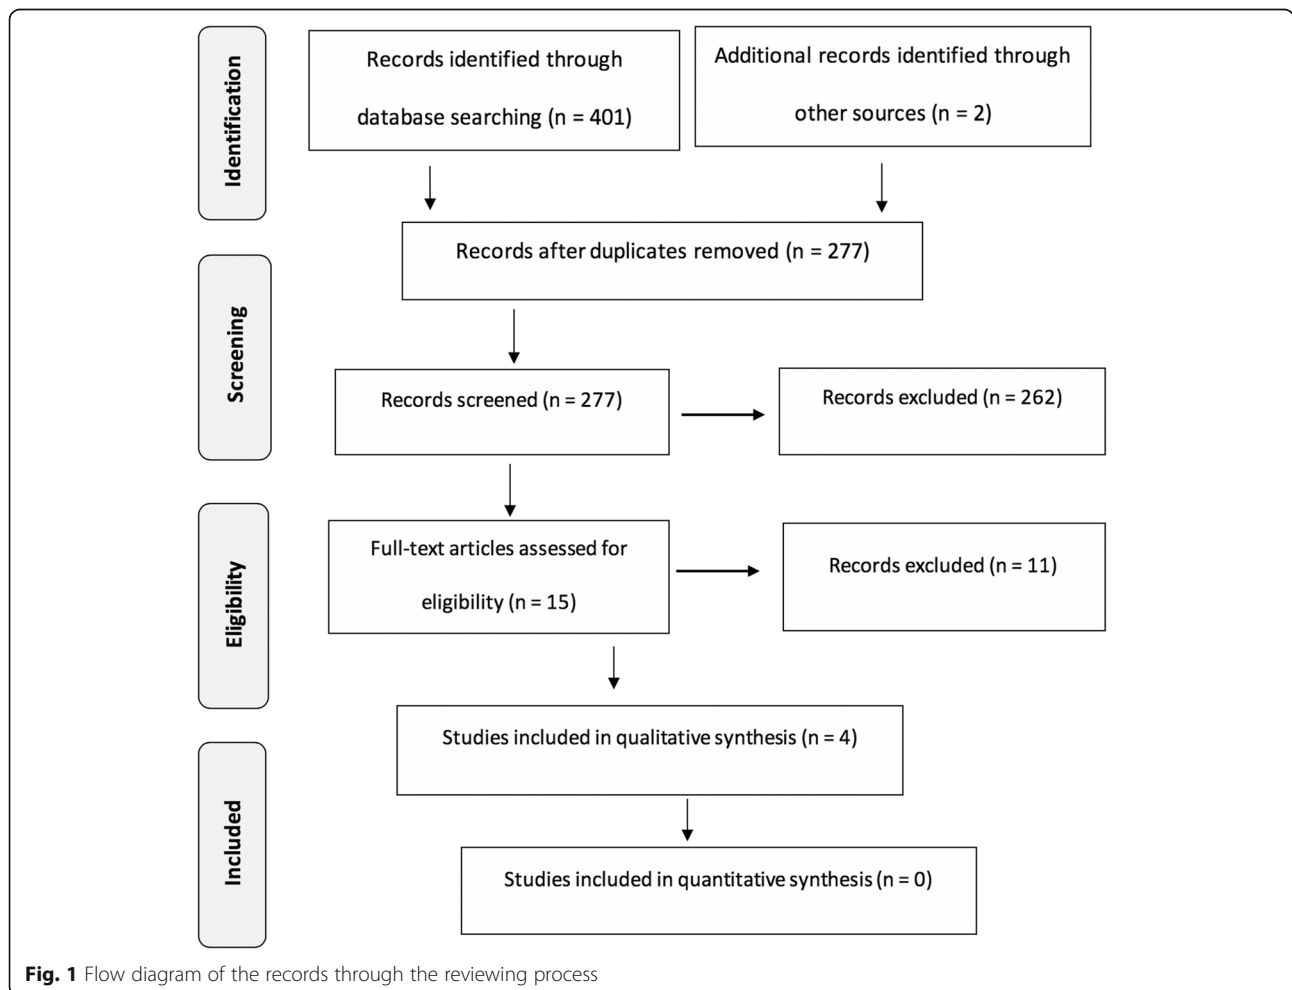 Identification
Records identified through
database searching (n = 401)
Additional records identified through
other sources (n = 2)
Records after duplicates removed (n = 277)
Screening
Records screened (n = 277)
Records excluded (n = 262)
Eligibility
Full-text articles assessed for
eligibility (n = 15)
Records excluded (n = 11)
Studies included in qualitative synthesis (n = 4)
Included
Studies included in quantitative synthesis (n = 0)
Fig. 1 Flow diagram of the records through the reviewing process